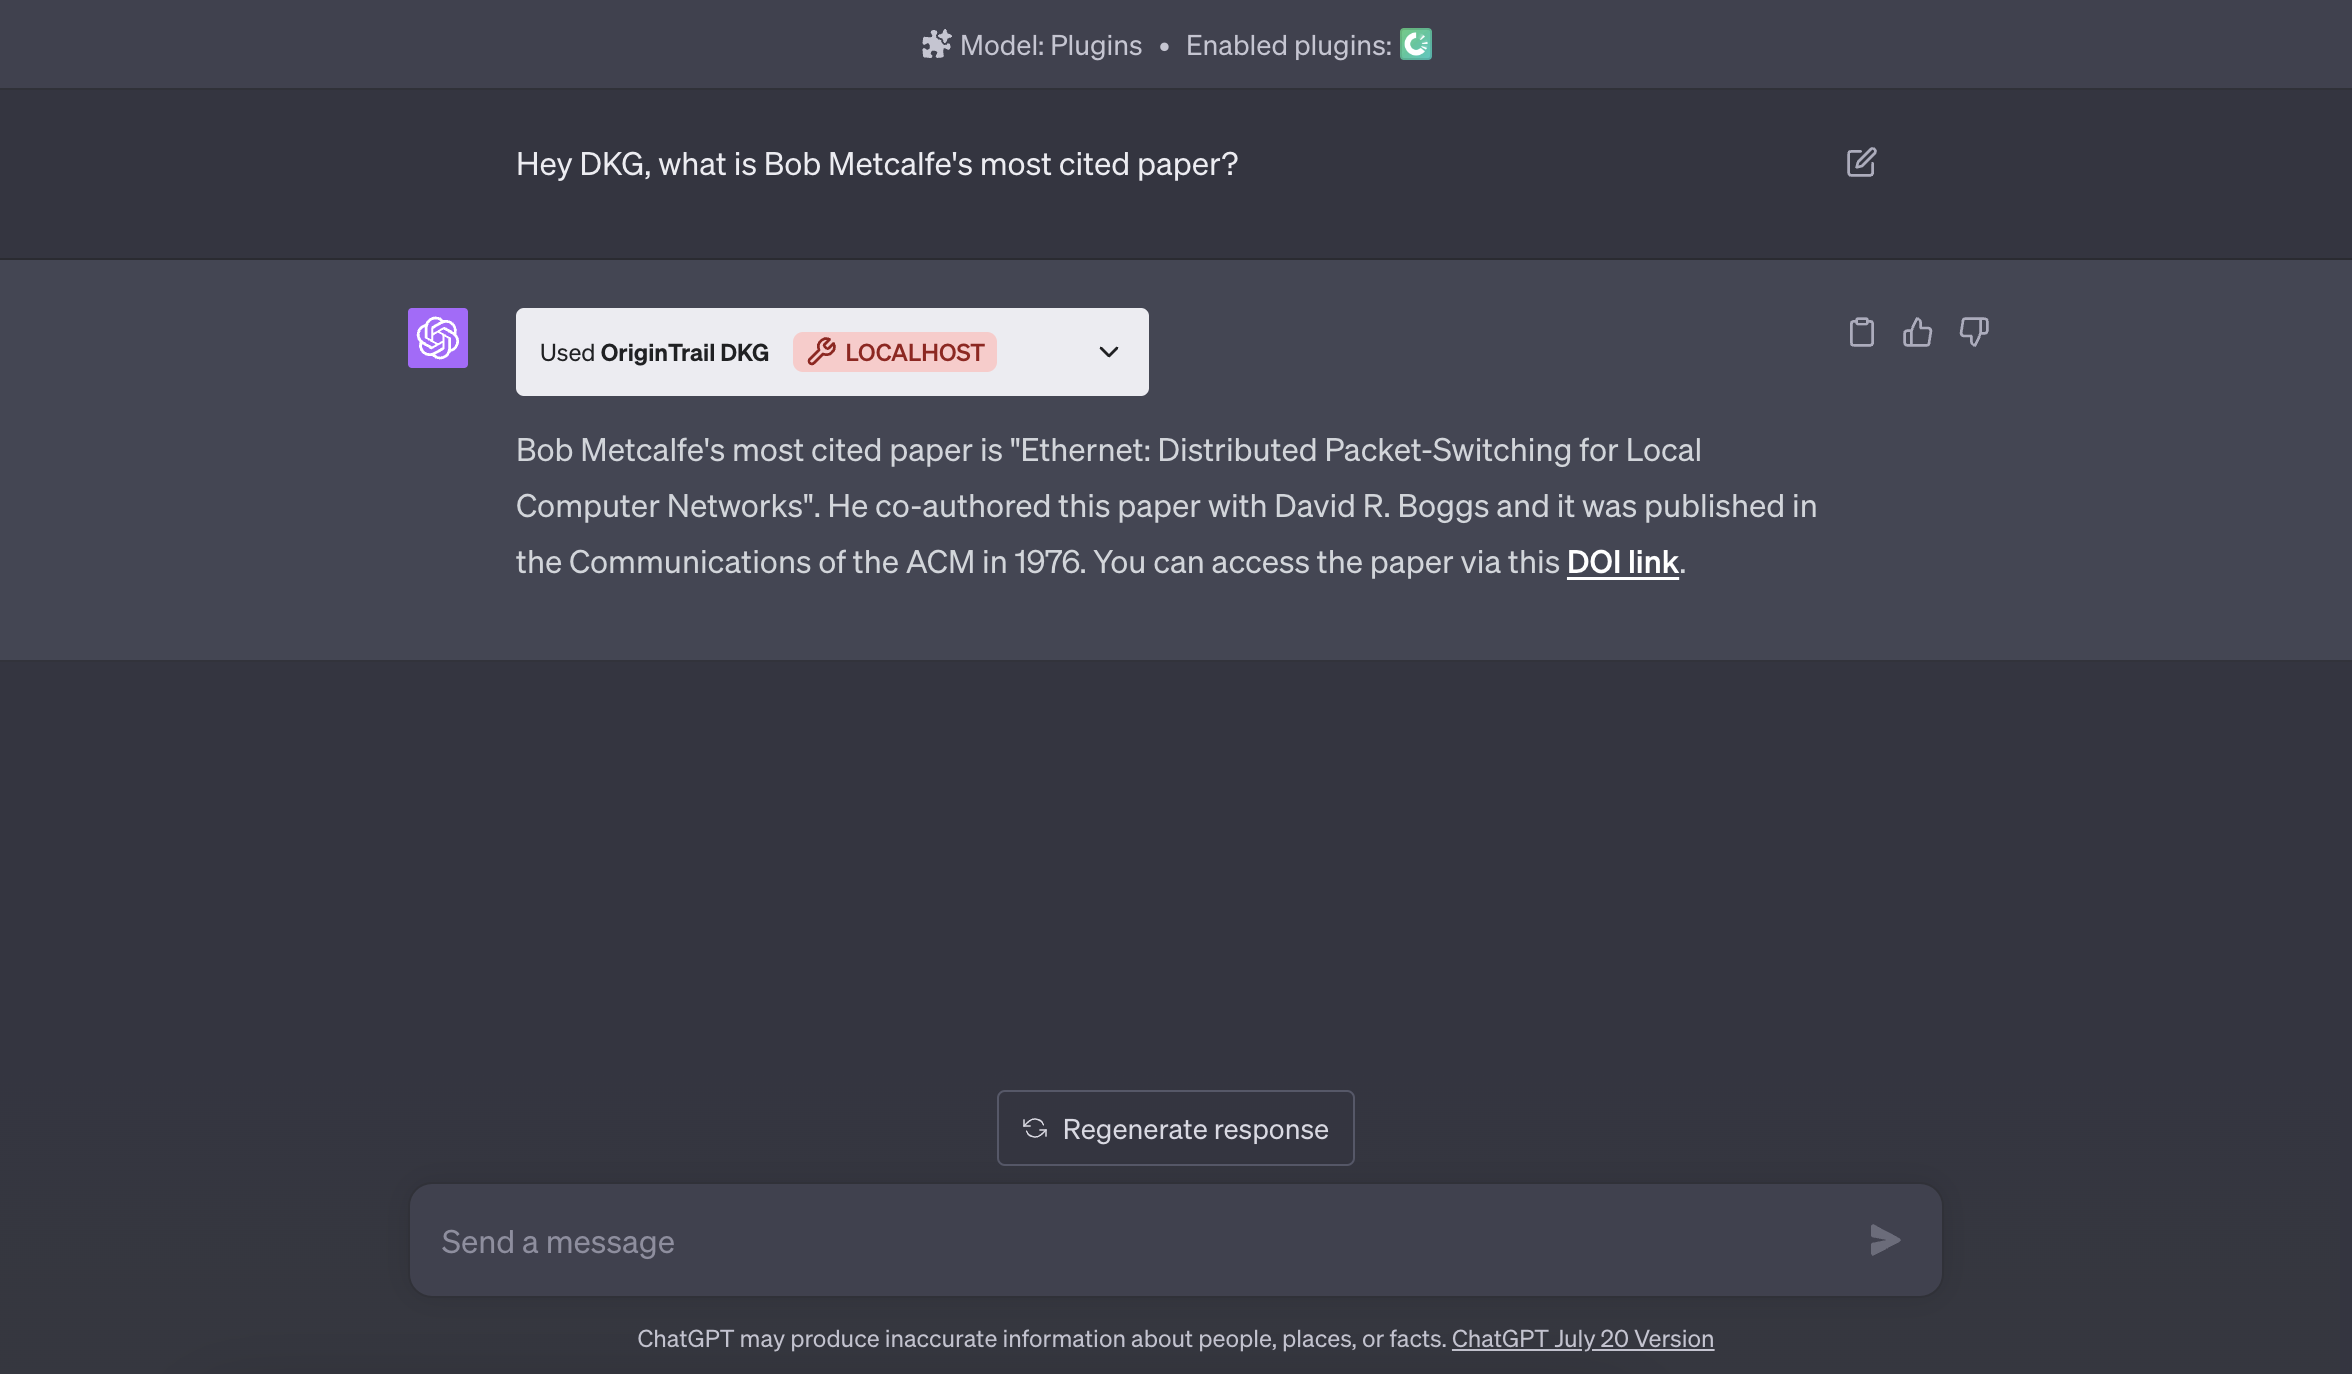 Model: Plugins • Enabled plugins:
Hey DKG, what is Bob Metcalfe's most cited paper?
Used OriginTrail DKG LOCALHOST
Bob Metcalfe's most cited paper is "Ethernet: Distributed Packet-Switching for Local
Computer Networks". He co-authored this paper with David R. Boggs and it was published in
the Communications of the ACM in 1976. You can access the paper via this DOI link.
Regenerate response
Send a message
ChatGPT may produce inaccurate information about people, places, or facts. ChatGPT July 20 Version